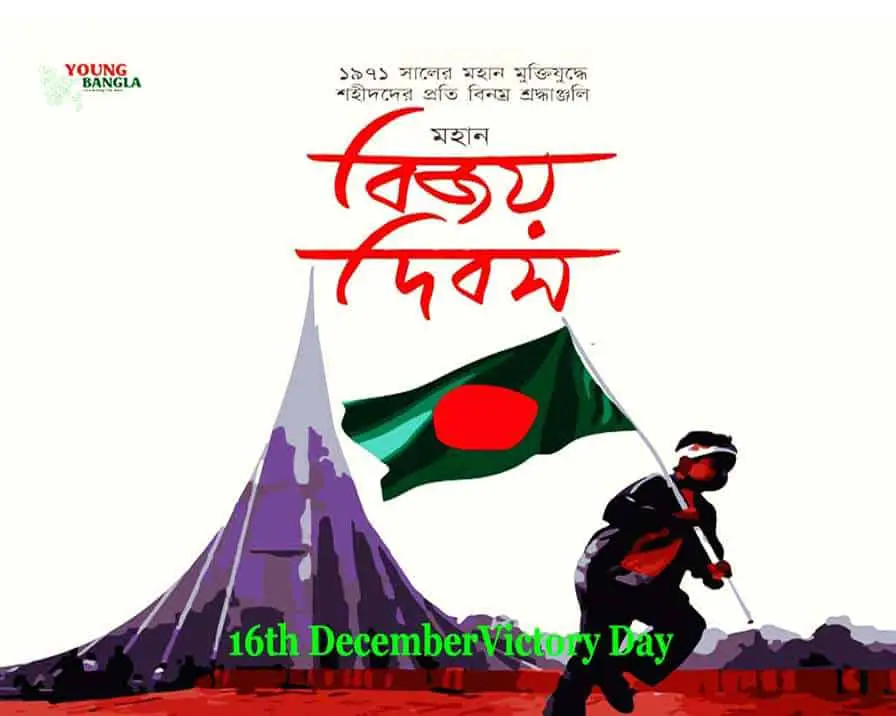 YOUNG
BANGLA
১৯৭১ সালের মহান মুক্তিযুদ্ধে
শহীদদের প্রতি বিনম্র শ্রদ্ধাঞ্জলি
মহান
বিজয়
দিবস
16th DecemberVictory Day